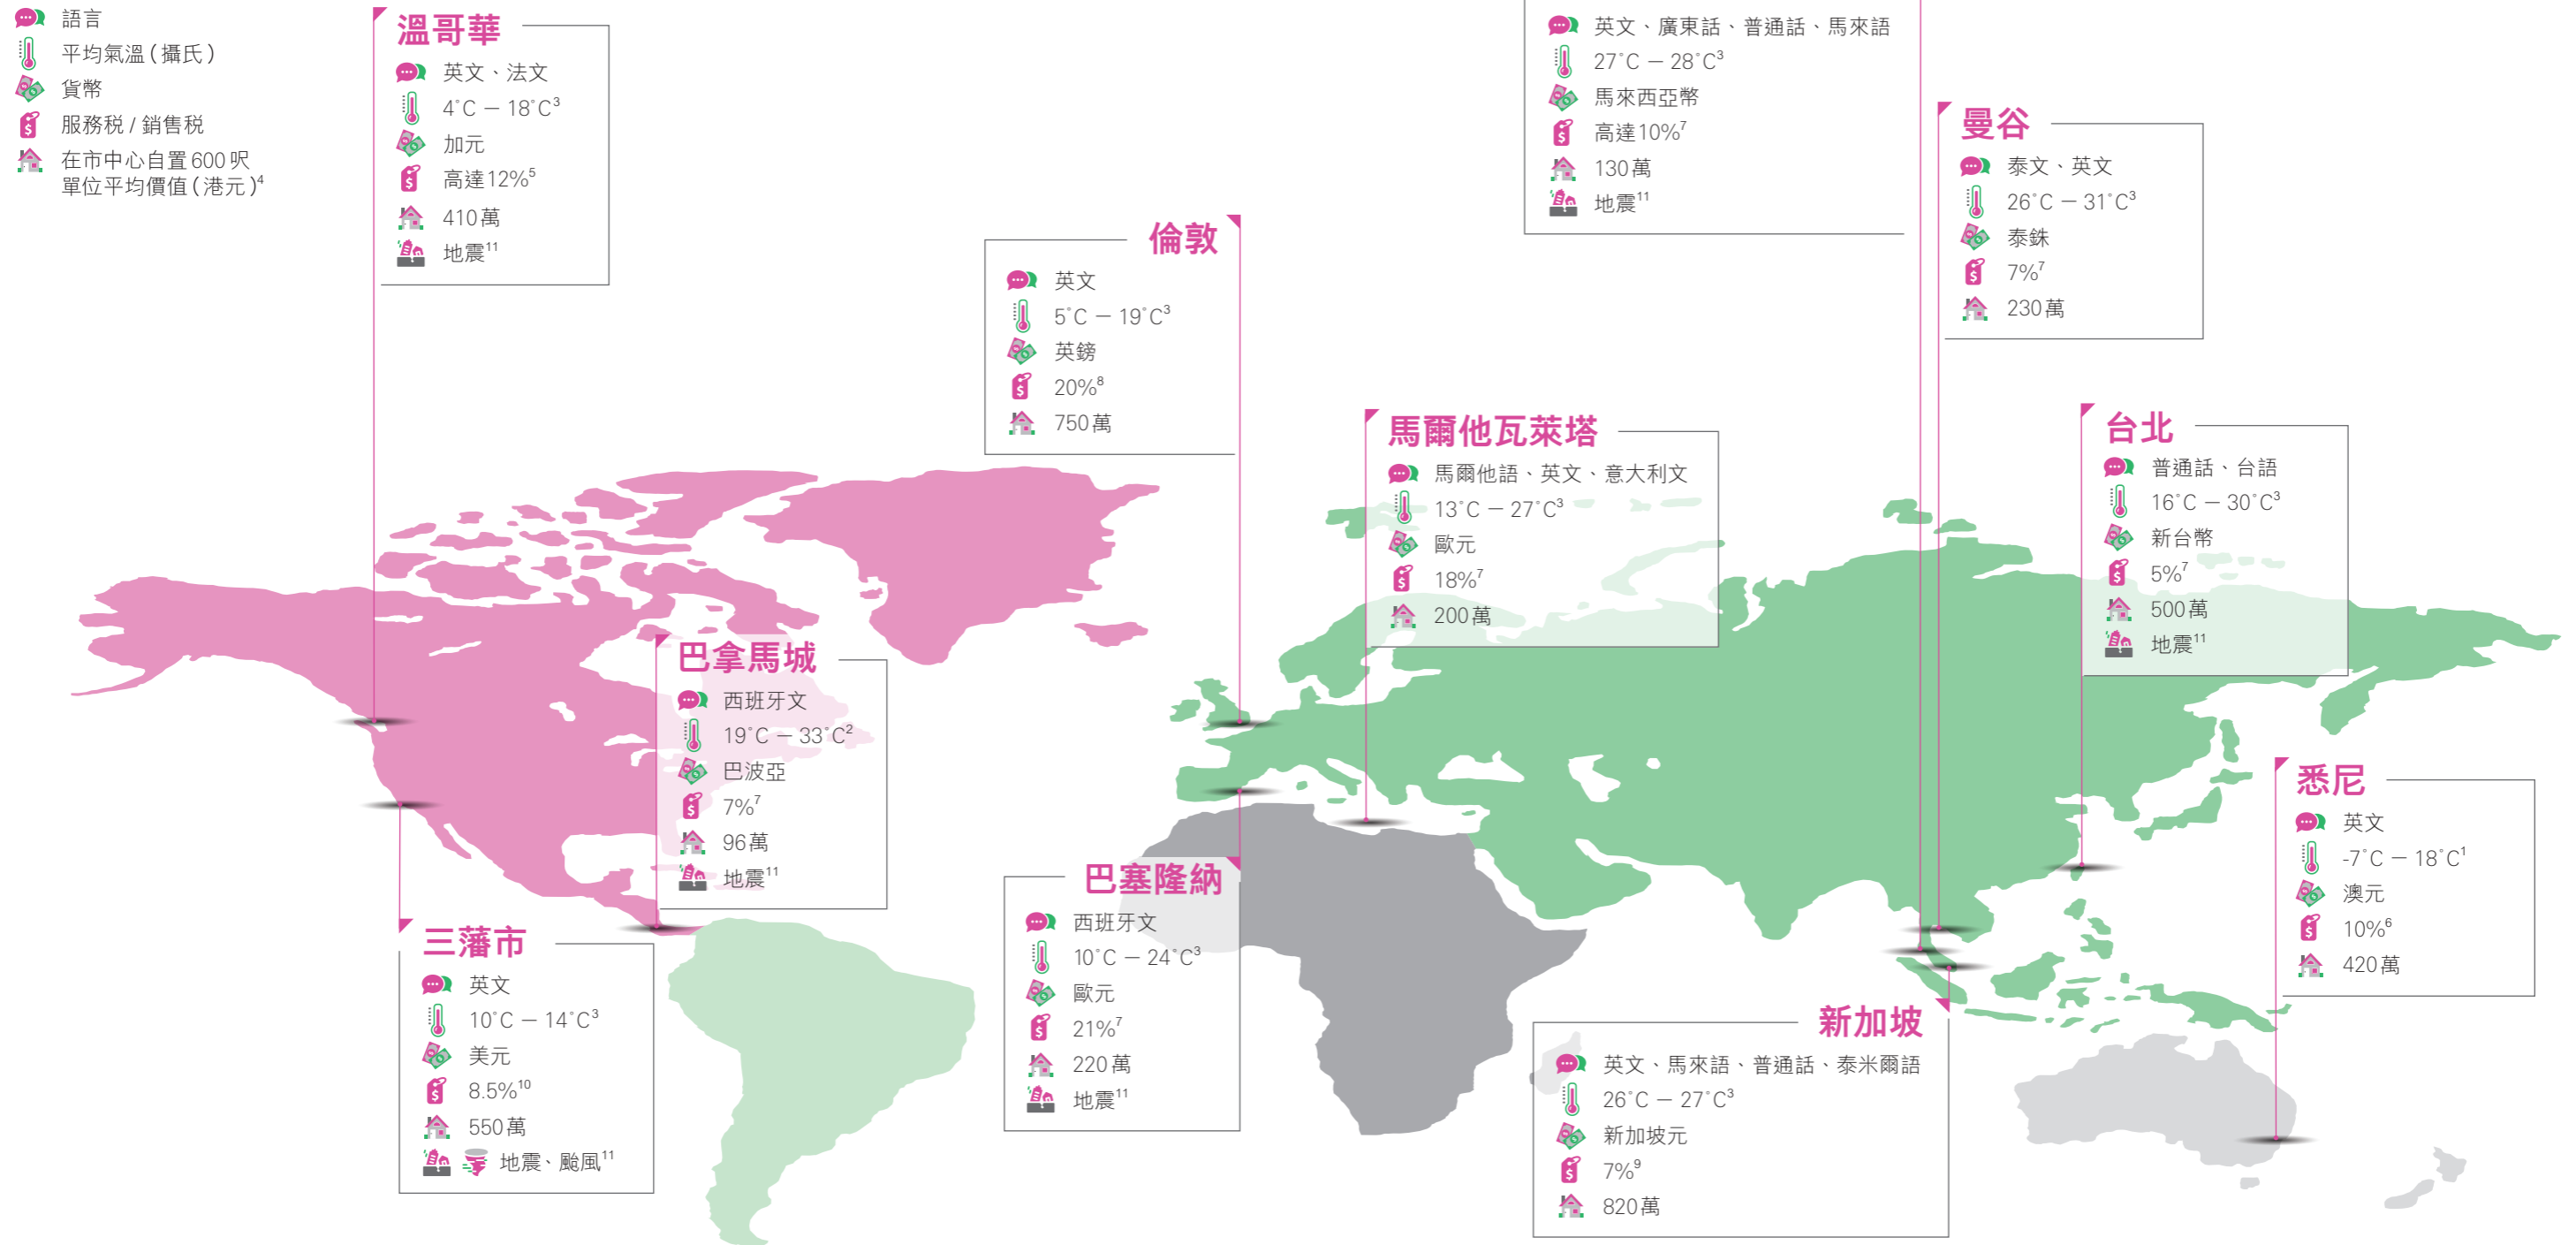 語言
平均氣溫 ( 攝氏 )
貨幣
服務税 / 銷售税
在市中心自置 600 呎
單位平均價值 ( 港元 )4
溫哥華
英文、法文
4˚C － 18˚C3
加元
高達12%5
410萬
地震11
英文、廣東話、普通話、馬來語
27˚C － 28˚C3
馬來西亞幣
高達10%7
130萬
地震11
曼谷
泰文、英文
26˚C － 31˚C3
泰銖
7%7
230萬
倫敦
英文
5˚C － 19˚C3
英鎊
20%8
750萬
馬爾他瓦萊塔
馬爾他語、英文、意大利文
13˚C － 27˚C3
歐元
18%7
200萬
台北
普通話、台語
16˚C － 30˚C3
新台幣
5%7
500萬
地震11
巴拿馬城
西班牙文
19˚C － 33˚C2
巴波亞
7%7
96萬
地震11
悉尼
英文
-7˚C － 18˚C1
澳元
10%6
420萬
巴塞隆納
西班牙文
10˚C － 24˚C3
歐元
21%7
220萬
地震11
三藩市
英文
10˚C － 14˚C3
美元
8.5%10
550萬
地震、颱風11
新加坡
英文、馬來語、普通話、泰米爾語
26˚C － 27˚C3
新加坡元
7%9
820萬